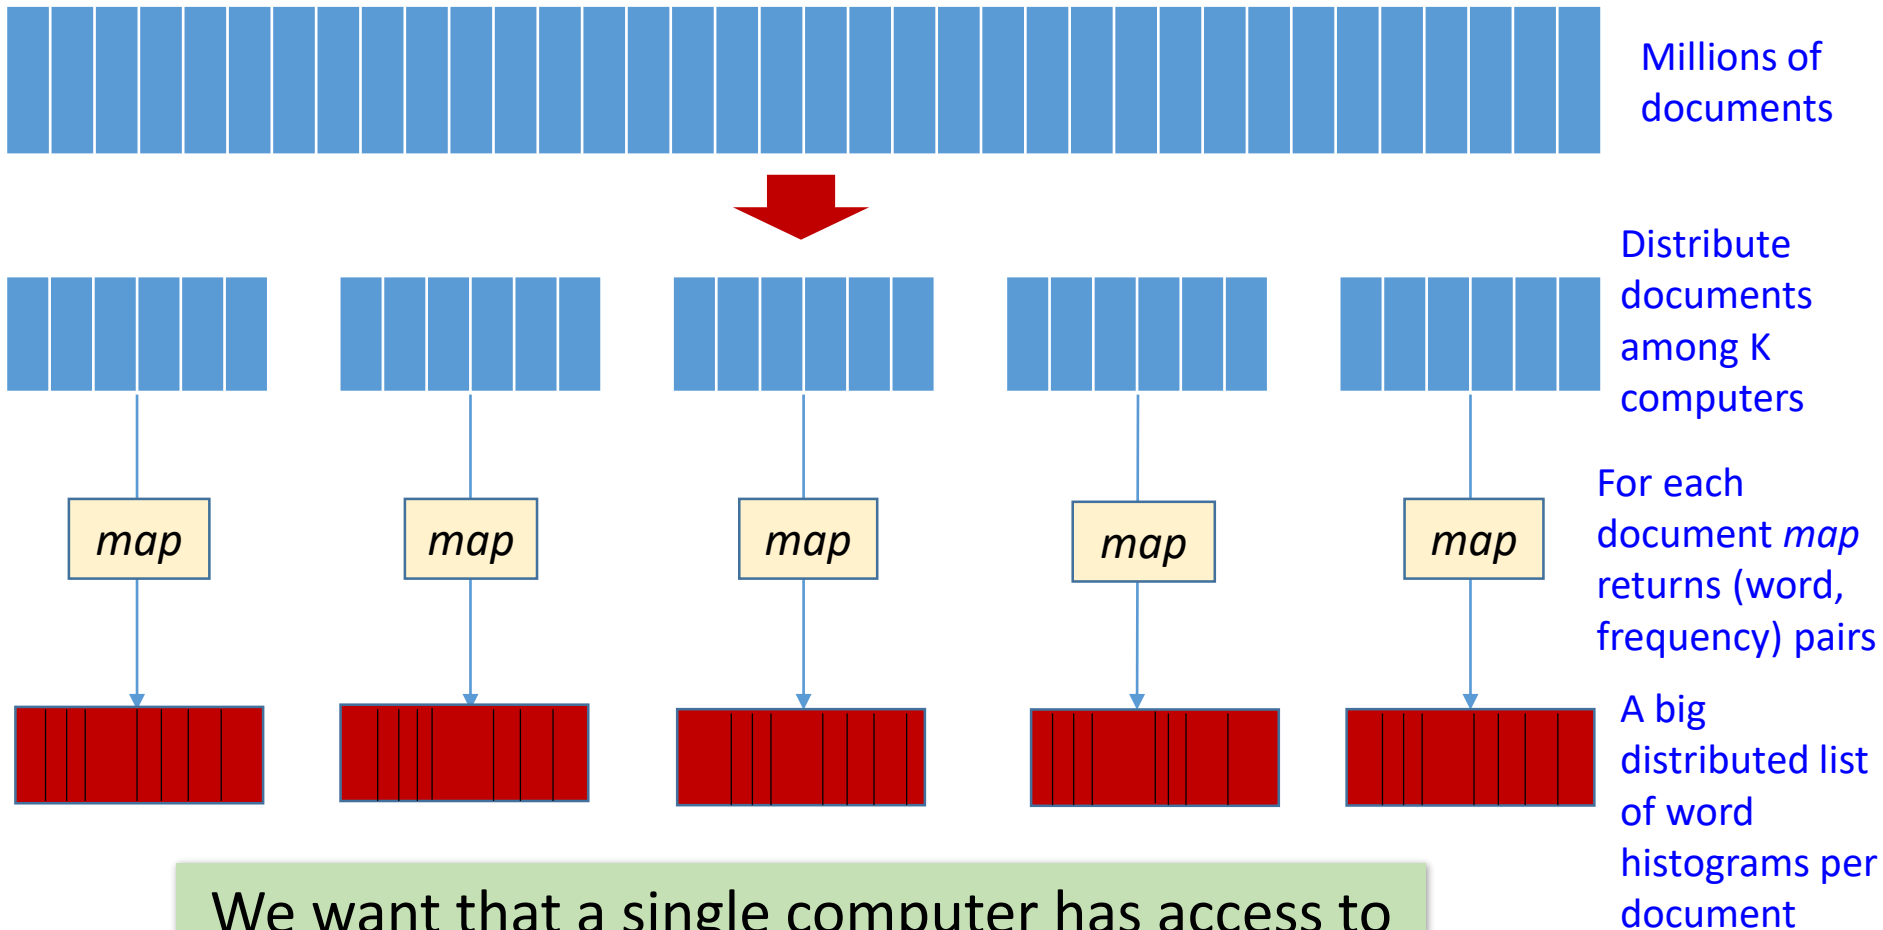 Millions of
documents
Distribute
documents
among K
computers
map
map
map
map
map
For each
document map
returns (word,
frequency) pairs
A big
distributed list
of word
histograms per
document
We want that a single computer has access to